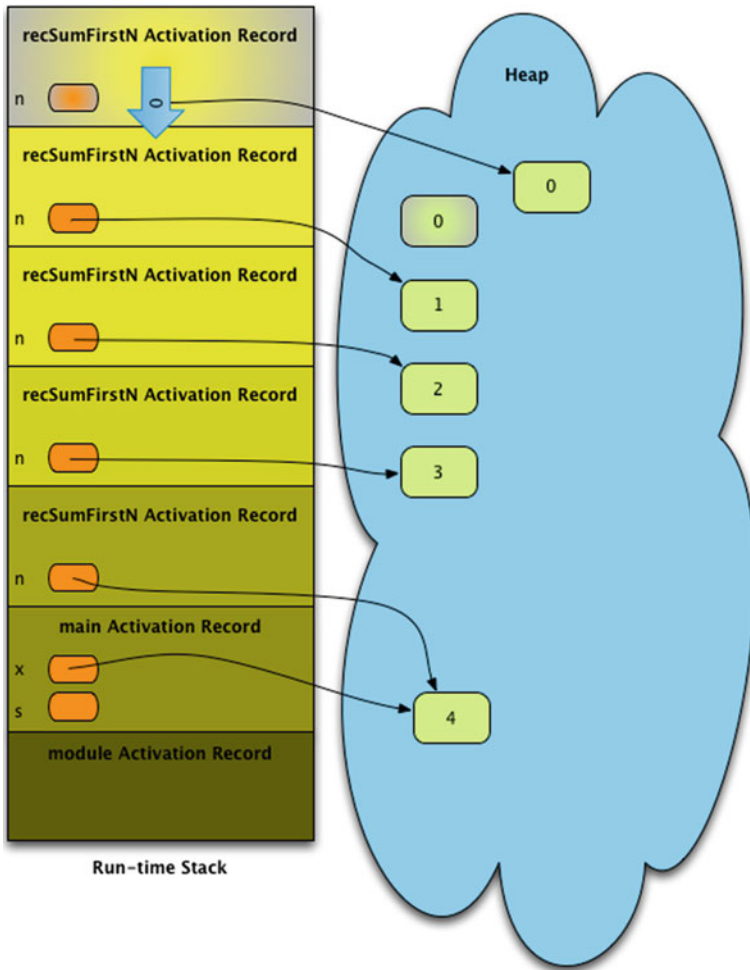 recSumFirstN Activation Record
n
0
recSumFirstN Activation Record
n
recSumFirstN Activation Record
n
recSumFirstN Activation Record
n
recSumFirstN Activation Record
n
main Activation Record
x
s
module Activation Record
Run-time Stack
Heap
0
0
1
2
3
4